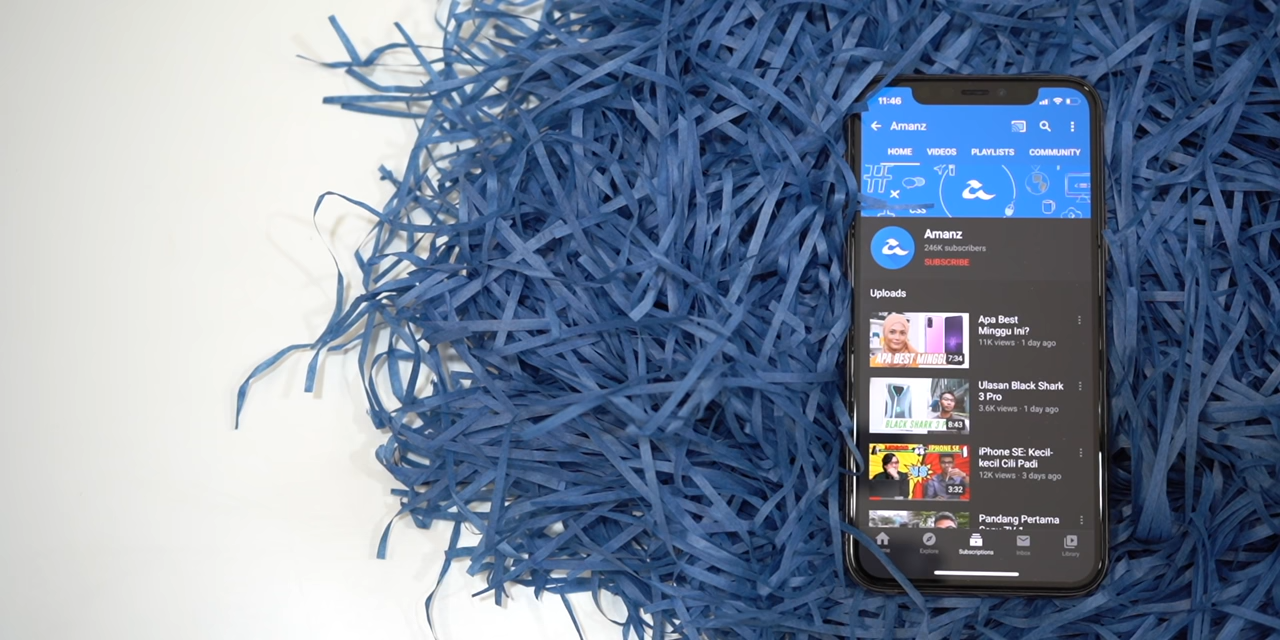 11:46
Amanz
HOME VIDEOS PLAYLISTS COMMUNITY
#
CSS
Amanz
246K subscribers
SUBSCRIBE
Uploads
APA BEST MINGGU
7:34
Apa Best
Minggu Ini?
11K views · 1 day ago
BLACK SHARK 3 P
8:43
Ulasan Black Shark
3 Pro
3.6K views · 1 day ago
IPHONE SE
3:32
iPhone SE: Kecil-
kecil Cili Padi
12K views · 3 days ago
Pandang Pertama
Explore Subscriptions Inbox Library